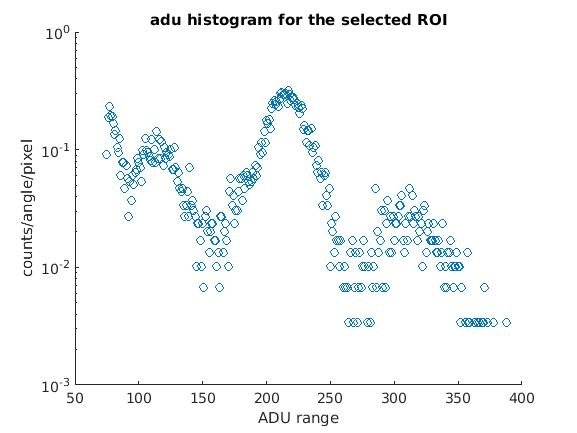 adu histogram for the selected ROI
10^0
10^-1
10^-2
10^-3
counts/angle/pixel
50 100 150 200 250 300 350 400
ADU range